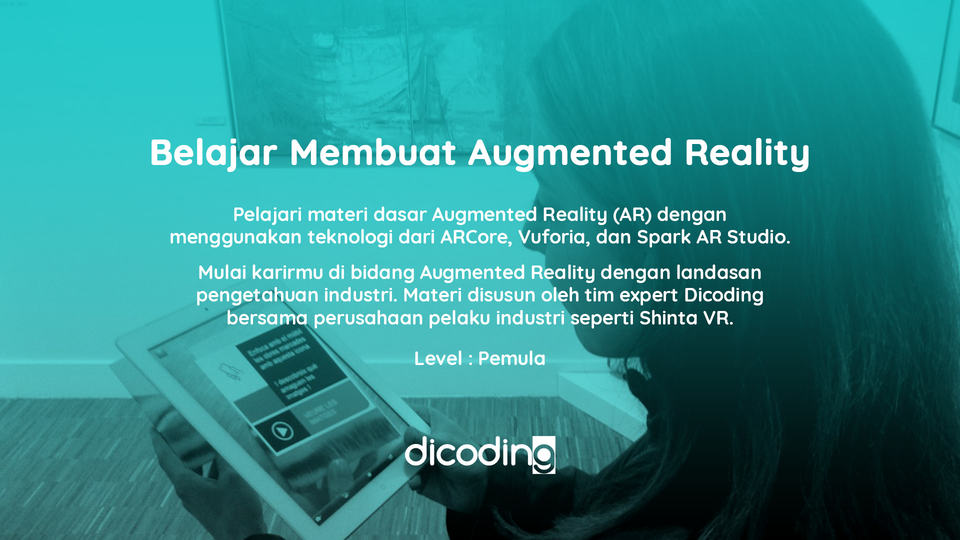 Belajar Membuat Augmented Reality
Pelajari materi dasar Augmented Reality (AR) dengan
menggunakan teknologi dari ARCore, Vuforia, dan Spark AR Studio.
Mulai karirmu di bidang Augmented Reality dengan landasan
pengetahuan industri. Materi disusun oleh tim expert Dicoding
bersama perusahaan pelaku industri seperti Shinta VR.
Level : Pemula
dicoding